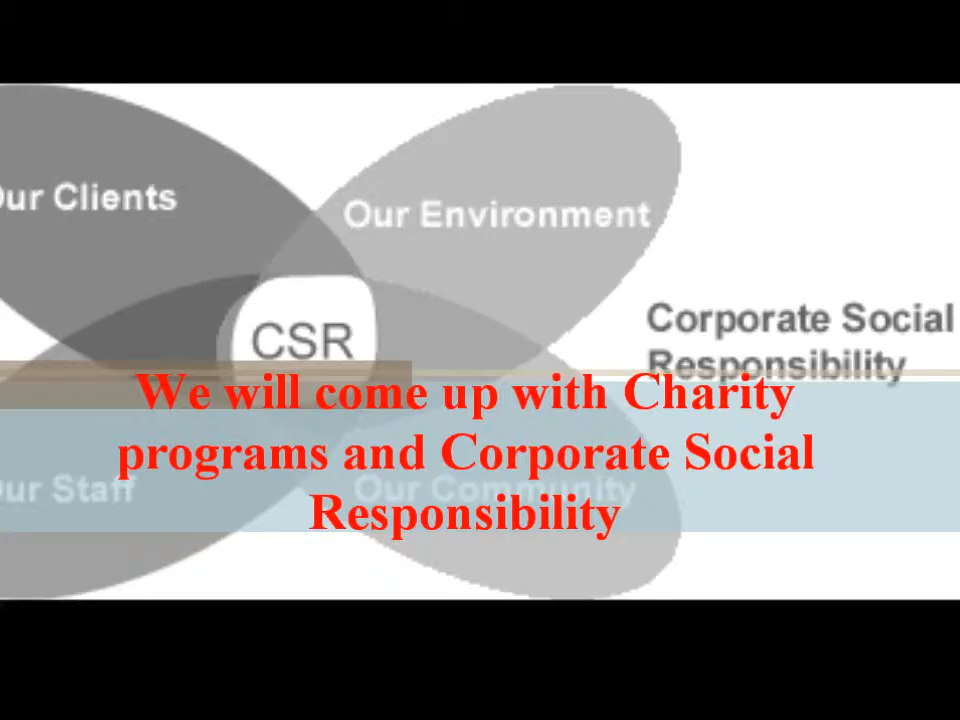 Our Clients
Our Environment
CSR
Corporate Social
Responsibility
We will come up with Charity
programs and Corporate Social
Responsibility
Our Staff
Our Community